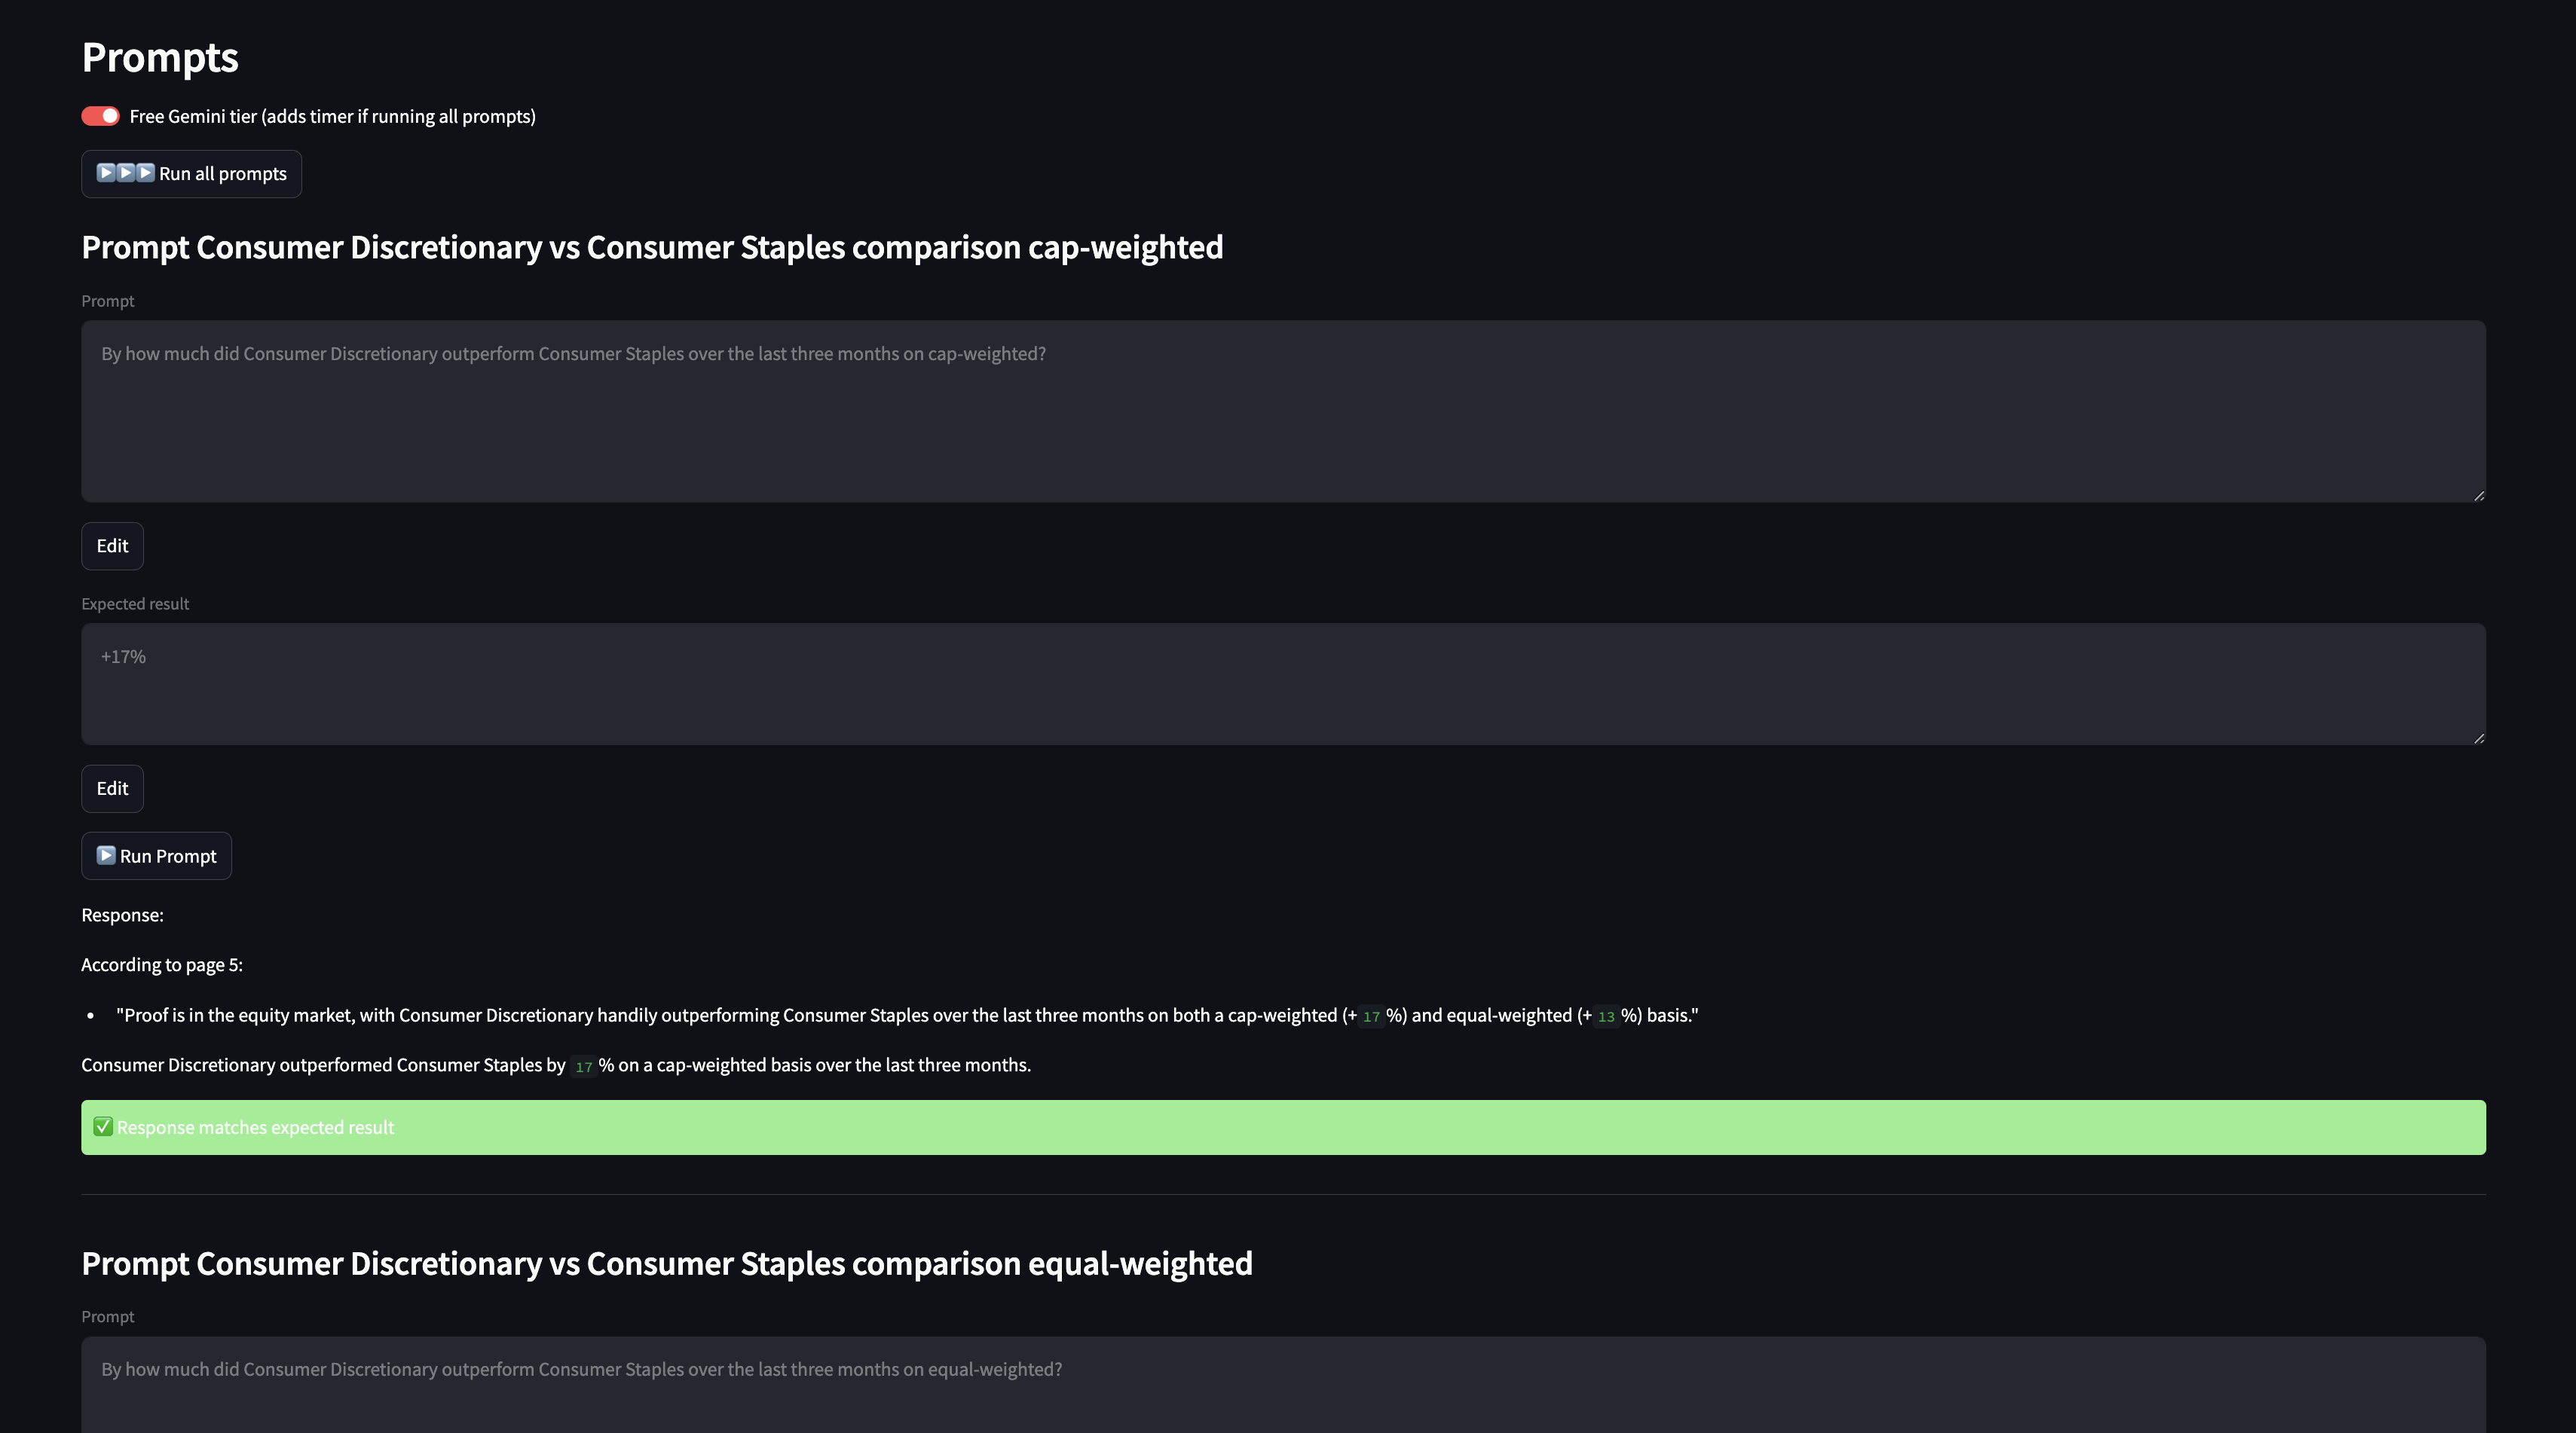 Prompts
Free Gemini tier (adds timer if running all prompts)
▶️▶️▶️ Run all prompts
Prompt Consumer Discretionary vs Consumer Staples comparison cap-weighted
Prompt
By how much did Consumer Discretionary outperform Consumer Staples over the last three months on cap-weighted?
Edit
Expected result
+17%
Edit
▶️ Run Prompt
Response:
According to page 5:
• "Proof is in the equity market, with Consumer Discretionary handily outperforming Consumer Staples over the last three months on both a cap-weighted (+ 17 %) and equal-weighted (+ 13 %) basis."
Consumer Discretionary outperformed Consumer Staples by 17 % on a cap-weighted basis over the last three months.
✅ Response matches expected result
Prompt Consumer Discretionary vs Consumer Staples comparison equal-weighted
Prompt
By how much did Consumer Discretionary outperform Consumer Staples over the last three months on equal-weighted?